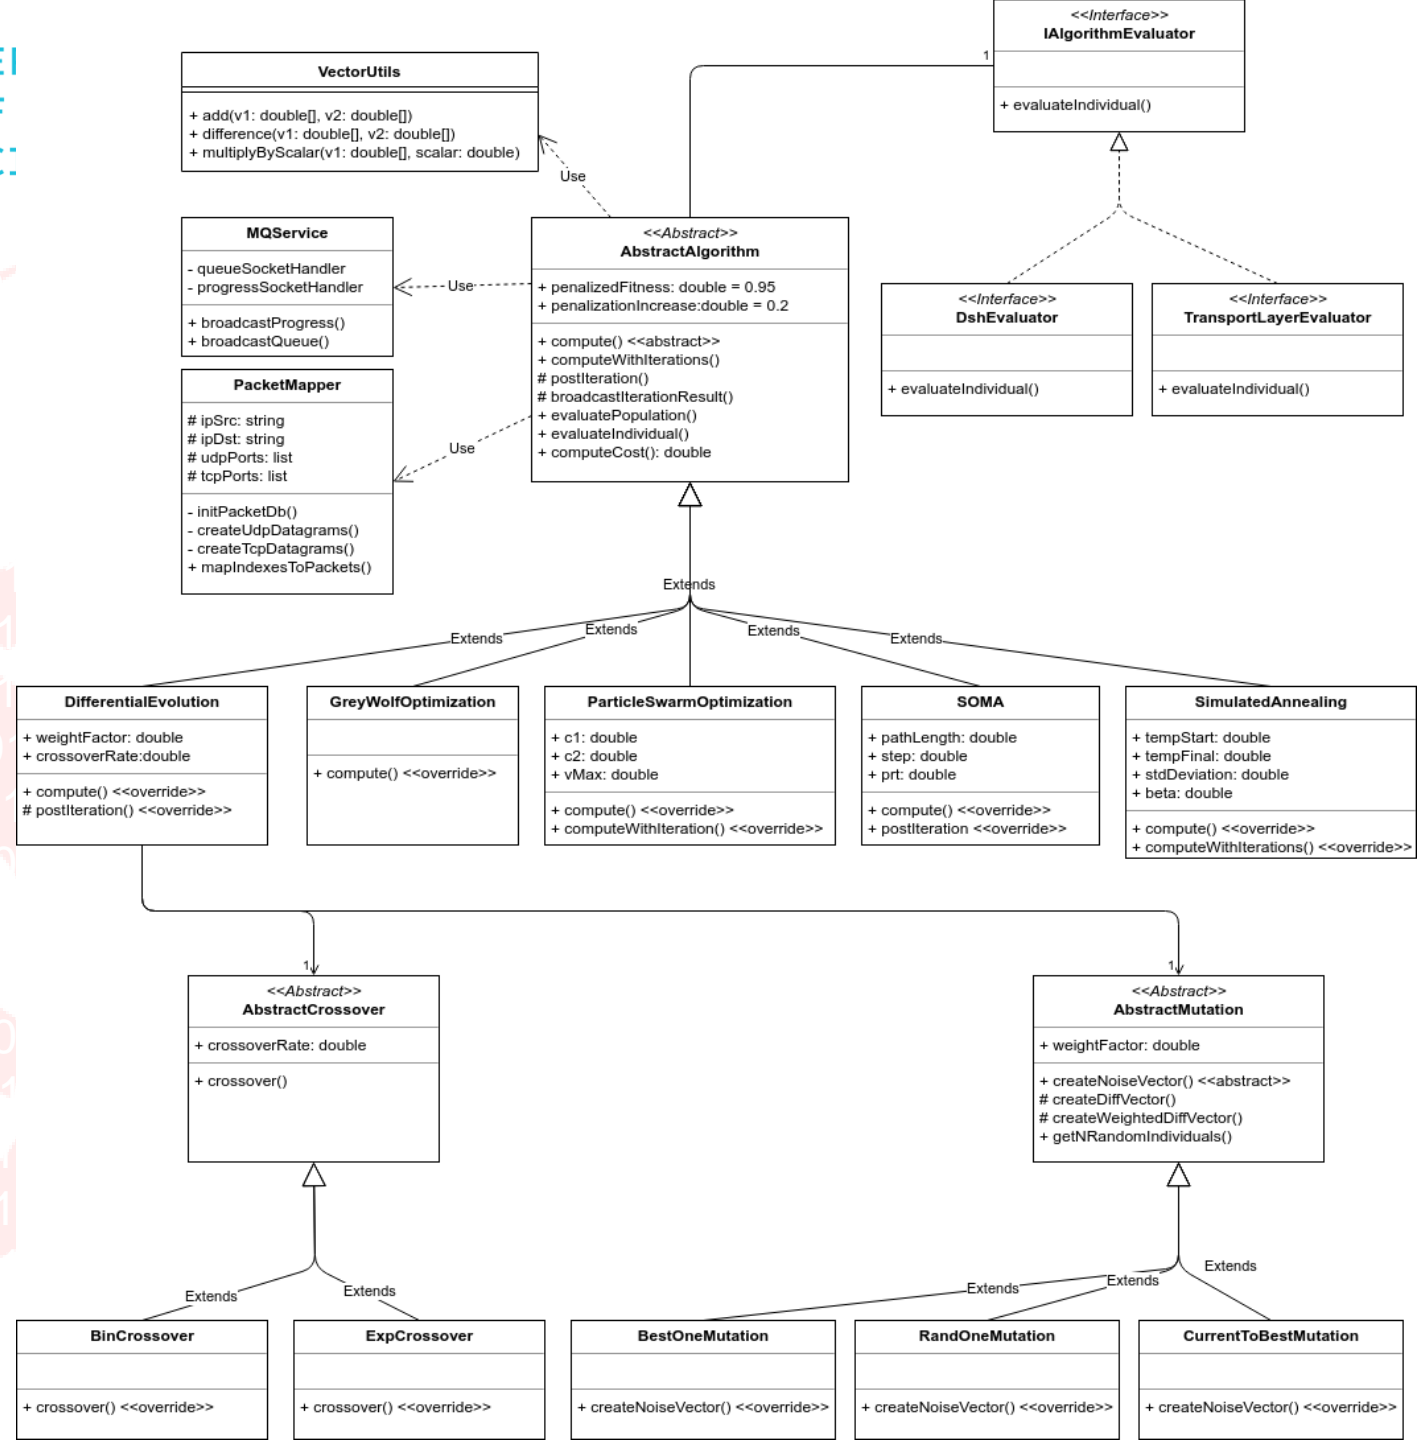 <<Interface>>
IAlgorithmEvaluator
+ evaluateIndividual()
1
VectorUtils
+ add(v1: double[], v2: double[])
+ difference(v1: double[], v2: double[])
+ multiplyByScalar(v1: double[], scalar: double)
Use
MQService
- queueSocketHandler
- progressSocketHandler
+ broadcastProgress()
+ broadcastQueue()
Use
<<Abstract>>
AbstractAlgorithm
+ penalizedFitness: double = 0.95
+ penalizationIncrease:double = 0.2
+ compute() <<abstract>>
+ computeWithIterations()
# postIteration()
# broadcastIterationResult()
+ evaluatePopulation()
+ evaluateIndividual()
+ computeCost(): double
<<Interface>>
DshEvaluator
+ evaluateIndividual()
<<Interface>>
TransportLayerEvaluator
+ evaluateIndividual()
PacketMapper
# ipSrc: string
# ipDst: string
# udpPorts: list
# tcpPorts: list
- initPacketDb()
- createUdpDatagrams()
- createTcpDatagrams()
+ mapIndexesToPackets()
Use
Extends
Extends
Extends
Extends
Extends
DifferentialEvolution
+ weightFactor: double
+ crossoverRate:double
+ compute() <<override>>
# postIteration() <<override>>
GreyWolfOptimization
+ compute() <<override>>
ParticleSwarmOptimization
+ c1: double
+ c2: double
+ vMax: double
+ compute() <<override>>
+ computeWithIteration() <<override>>
SOMA
+ pathLength: double
+ step: double
+ prt: double
+ compute() <<override>>
+ postIteration <<override>>
SimulatedAnnealing
+ tempStart: double
+ tempFinal: double
+ stdDeviation: double
+ beta: double
+ compute() <<override>>
+ computeWithIterations() <<override>>
1
1
<<Abstract>>
AbstractCrossover
+ crossoverRate: double
+ crossover()
<<Abstract>>
AbstractMutation
+ weightFactor: double
+ createNoiseVector() <<abstract>>
# createDiffVector()
# createWeightedDiffVector()
+ getNRandomIndividuals()
Extends
Extends
Extends
Extends
Extends
BinCrossover
+ crossover() <<override>>
ExpCrossover
+ crossover() <<override>>
BestOneMutation
+ createNoiseVector() <<override>>
RandOneMutation
+ createNoiseVector() <<override>>
CurrentToBestMutation
+ createNoiseVector() <<override>>